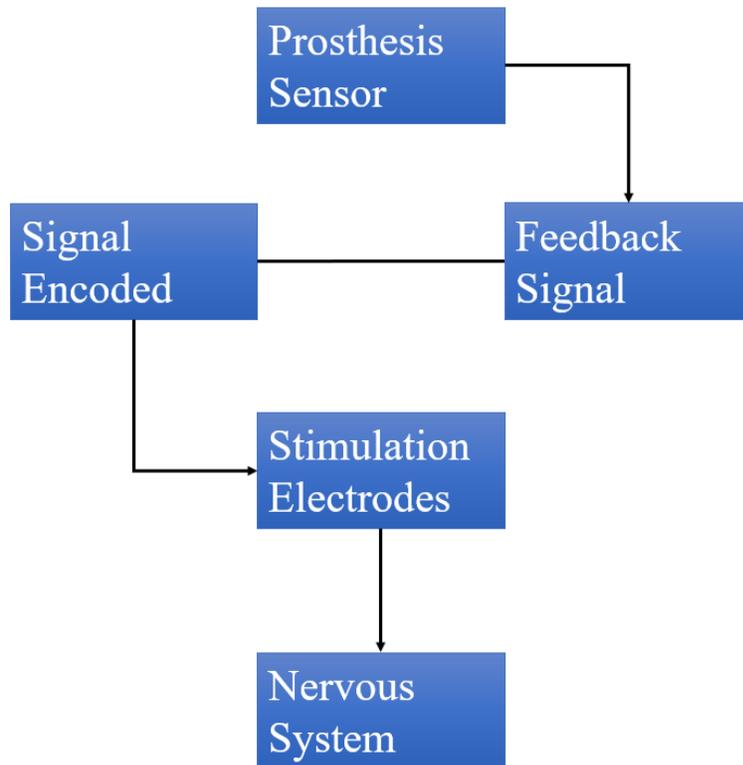 Prosthesis
Sensor
Signal
Encoded
Feedback
Signal
Stimulation
Electrodes
Nervous
System